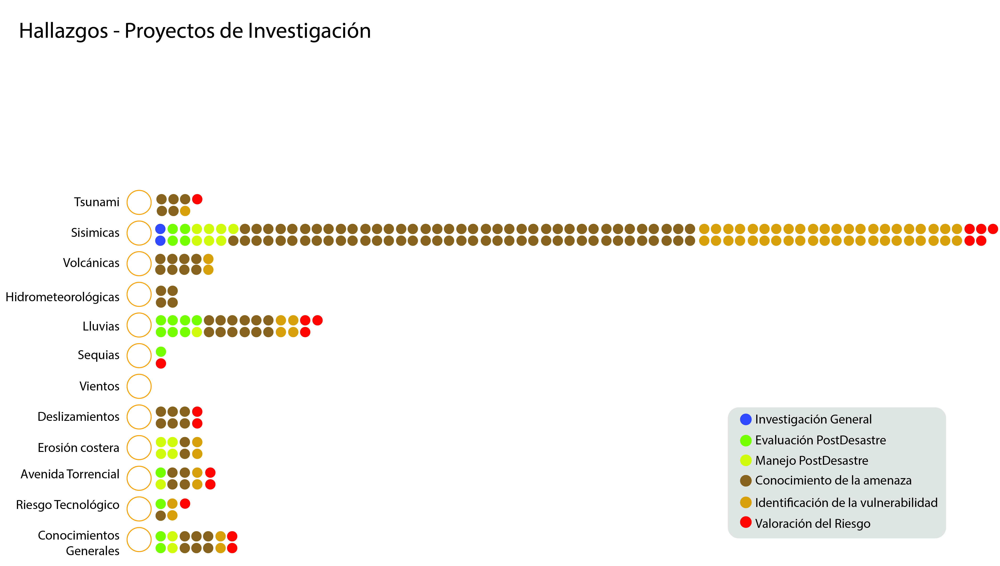 Hallazgos - Proyectos de Investigación
Tsunami
Sisimicas
Volcánicas
Hidrometeorológicas
Lluvias
Sequias
Vientos
Deslizamientos
Erosión costera
Avenida Torrencial
Riesgo Tecnológico
Conocimientos
Generales
Investigación General
Evaluación PostDesastre
Manejo PostDesastre
Conocimiento de la amenaza
Identificación de la vulnerabilidad
Valoración del Riesgo